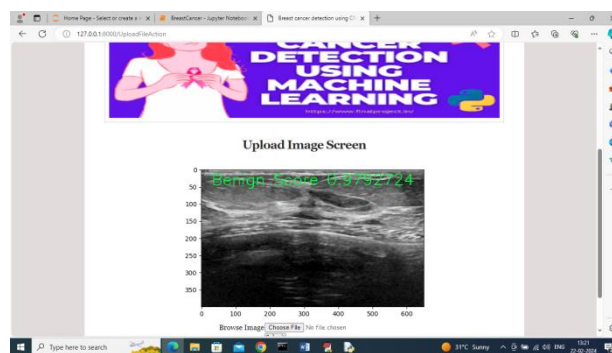 Home Page - Select or create a
BreastCancer - Jupyter Notebook
Breast cancer detection using C
127.0.0.1:8000/UploadFileAction
CANCER
DETECTION
USING
MACHINE
LEARNING
Upload Image Screen
Benign Score 0.9792724
0
50
100
150
200
250
300
350
0 100 200 300 400 500 600
Browse Image Choose File No file chosen
Type here to search
31°C Sunny
ENG
13:21
22-02-2024